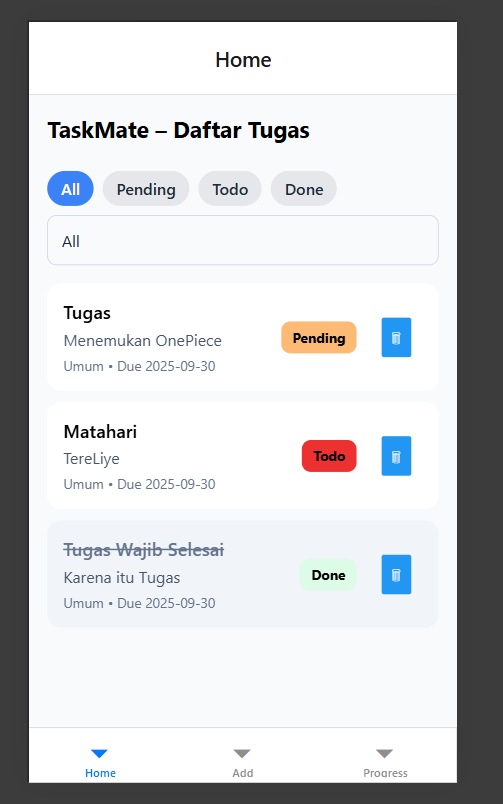 Home
TaskMate – Daftar Tugas
All Pending Todo Done
All
Tugas
Menemukan OnePiece
Umum • Due 2025-09-30
Pending
Matahari
TereLiye
Umum • Due 2025-09-30
Todo
Tugas Wajib Selesai
Karena itu Tugas
Umum • Due 2025-09-30
Done
Home Add Progress